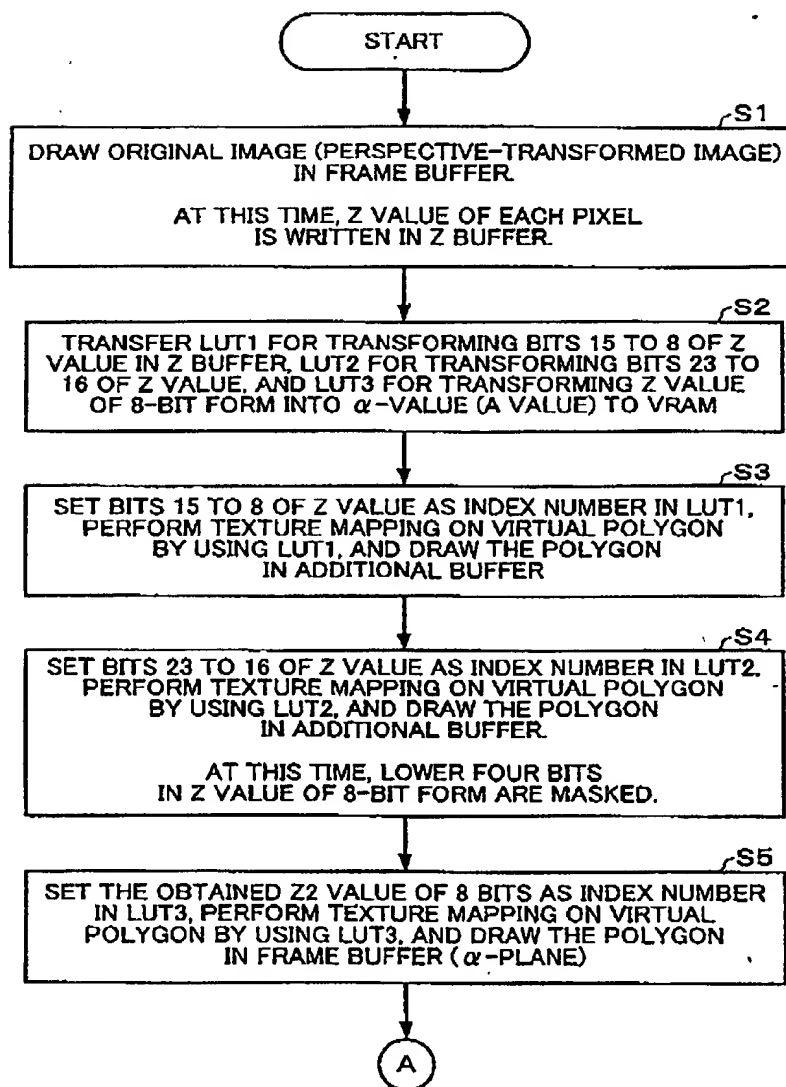 START
S1
DRAW ORIGINAL IMAGE (PERSPECTIVE-TRANSFORMED IMAGE)
IN FRAME BUFFER.
AT THIS TIME, Z VALUE OF EACH PIXEL
IS WRITTEN IN Z BUFFER.
S2
TRANSFER LUT1 FOR TRANSFORMING BITS 15 TO 8 OF Z
VALUE IN Z BUFFER, LUT2 FOR TRANSFORMING BITS 23 TO
16 OF Z VALUE, AND LUT3 FOR TRANSFORMING Z VALUE
OF 8-BIT FORM INTO α-VALUE (A VALUE) TO VRAM
S3
SET BITS 15 TO 8 OF Z VALUE AS INDEX NUMBER IN LUT1,
PERFORM TEXTURE MAPPING ON VIRTUAL POLYGON
BY USING LUT1, AND DRAW THE POLYGON
IN ADDITIONAL BUFFER
S4
SET BITS 23 TO 16 OF Z VALUE AS INDEX NUMBER IN LUT2,
PERFORM TEXTURE MAPPING ON VIRTUAL POLYGON
BY USING LUT2, AND DRAW THE POLYGON
IN ADDITIONAL BUFFER.
AT THIS TIME, LOWER FOUR BITS
IN Z VALUE OF 8-BIT FORM ARE MASKED.
S5
SET THE OBTAINED Z2 VALUE OF 8 BITS AS INDEX NUMBER
IN LUT3, PERFORM TEXTURE MAPPING ON VIRTUAL
POLYGON BY USING LUT3, AND DRAW THE POLYGON
IN FRAME BUFFER (α-PLANE)
A